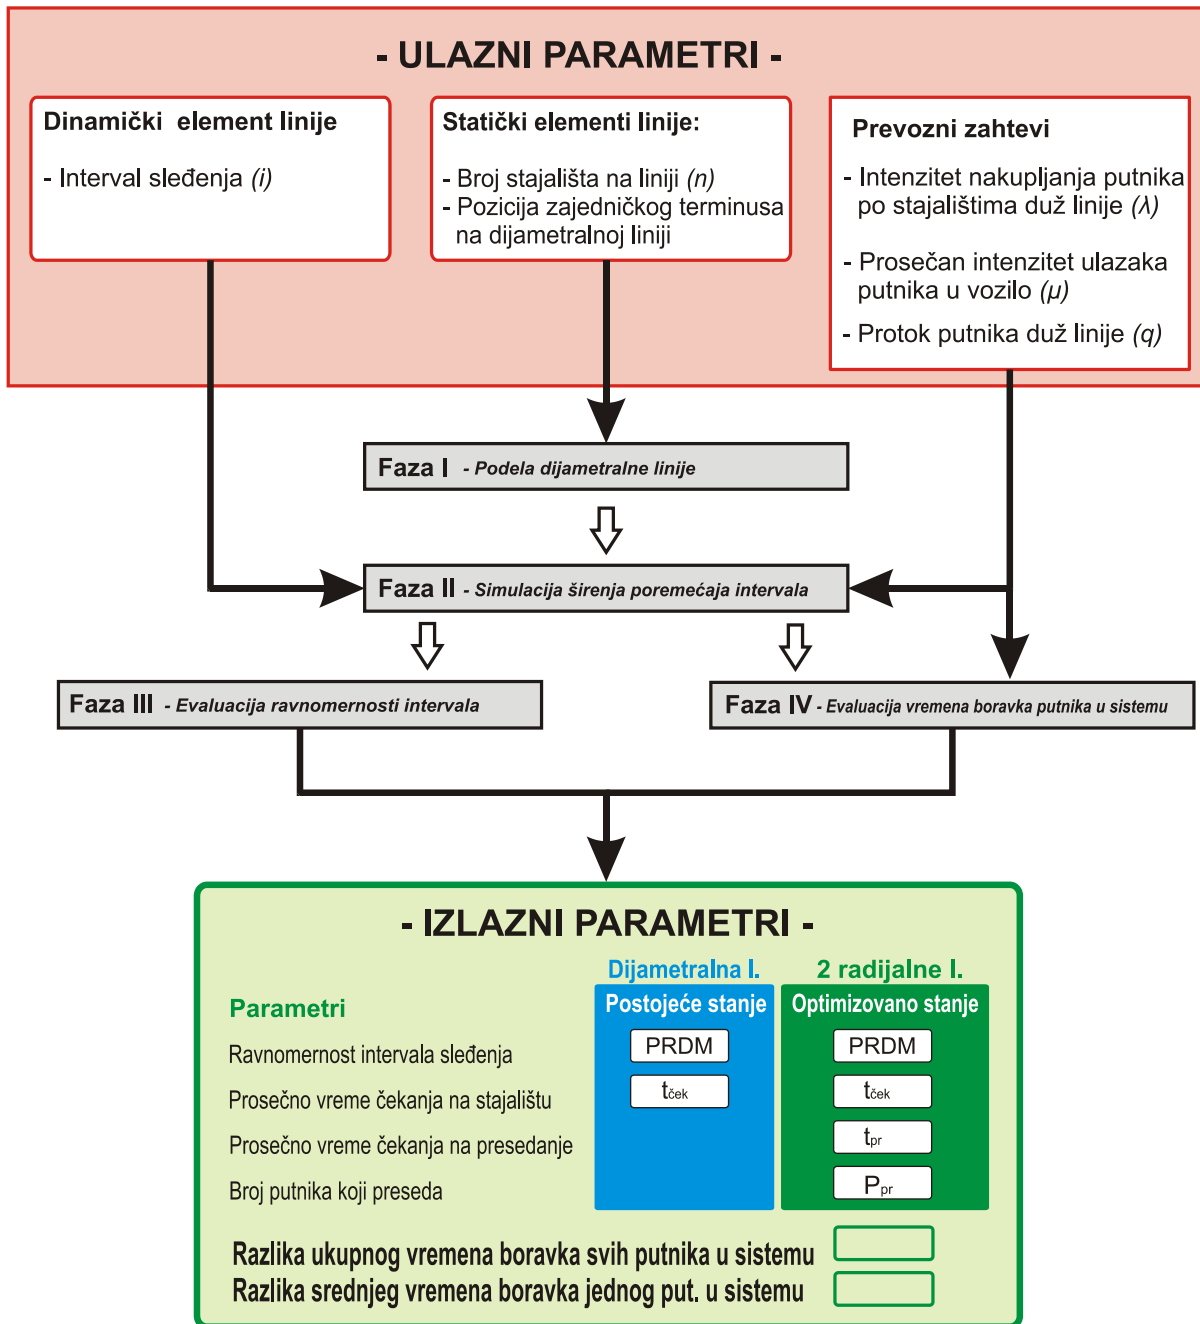 - ULAZNI PARAMETRI -
Dinamički element linije
- Interval sleđenja (i)
Statički elementi linije:
- Broj stajališta na liniji (n)
- Pozicija zajedničkog terminusa
na dijametralnoj liniji
Prevozni zahtevi
- Intenzitet nakupljanja putnika
po stajalištima duž linije (λ)
- Prosečan intenzitet ulazaka
putnika u vozilo (μ)
- Protok putnika duž linije (q)
Faza I - Podela dijametralne linije
Faza II - Simulacija širenja poremećaja intervala
Faza III - Evaluacija ravnomernosti intervala
Faza IV - Evaluacija vremena boravka putnika u sistemu
- IZLAZNI PARAMETRI -
Dijametralna l. 2 radijalne l.
Parametri Postojeće stanje Optimizovano stanje
Ravnomernost intervala sleđenja PRDM PRDM
Prosečno vreme čekanja na stajalištu tček tček
Prosečno vreme čekanja na presedanje tpr
Broj putnika koji preseda Ppr
Razlika ukupnog vremena boravka svih putnika u sistemu
Razlika srednjeg vremena boravka jednog put. u sistemu